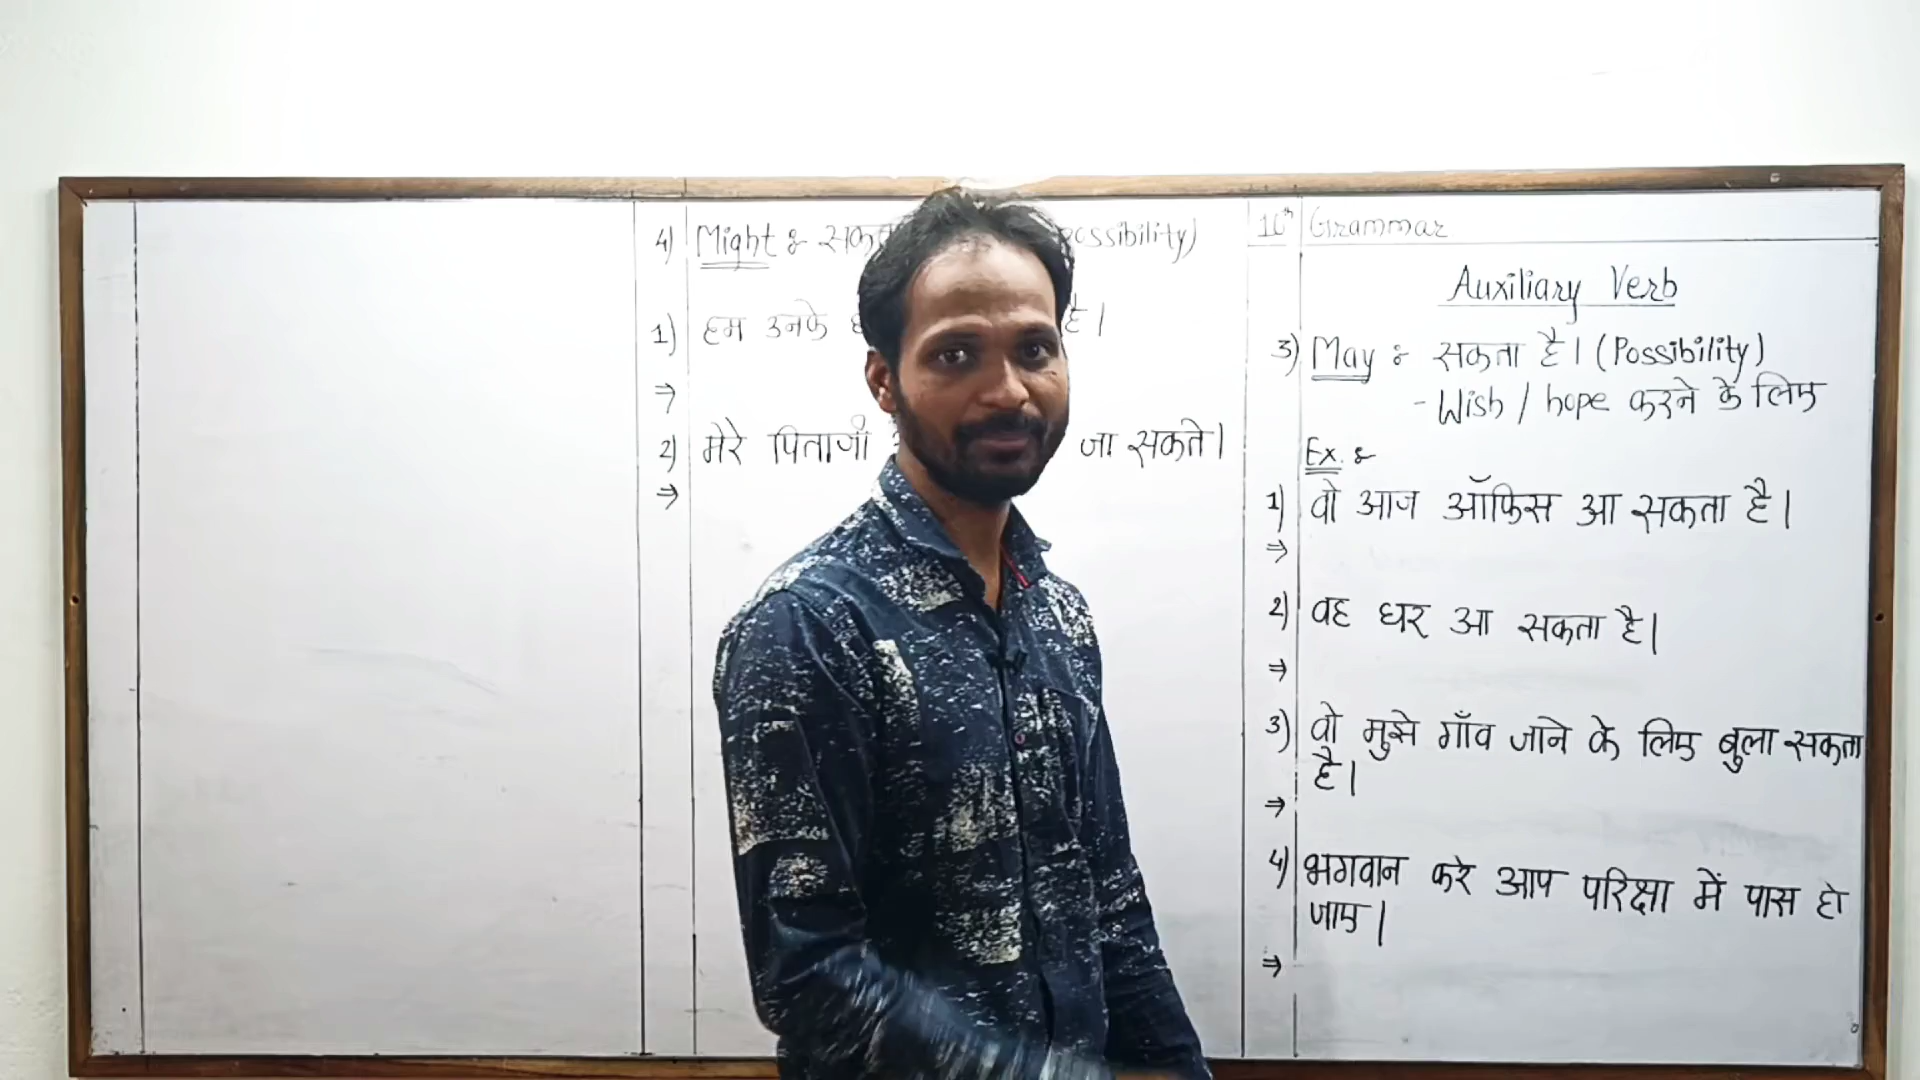 4) Might :- (Possibility)
1) हम उनके है।
⇒
2) मेरे पिताजी जा सकते।
⇒
10th Grammar
Auxiliary Verb
3) May :- सकता है। (Possibility)
- Wish / hope करने के लिए
Ex. :-
1) वो आज ऑफिस आ सकता है।
⇒
2) वह घर आ सकता है।
⇒
3) वो मुझे गाँव जाने के लिए बुला सकता
है।
⇒
4) भगवान करे आप परिक्षा में पास हो
जाए।
⇒